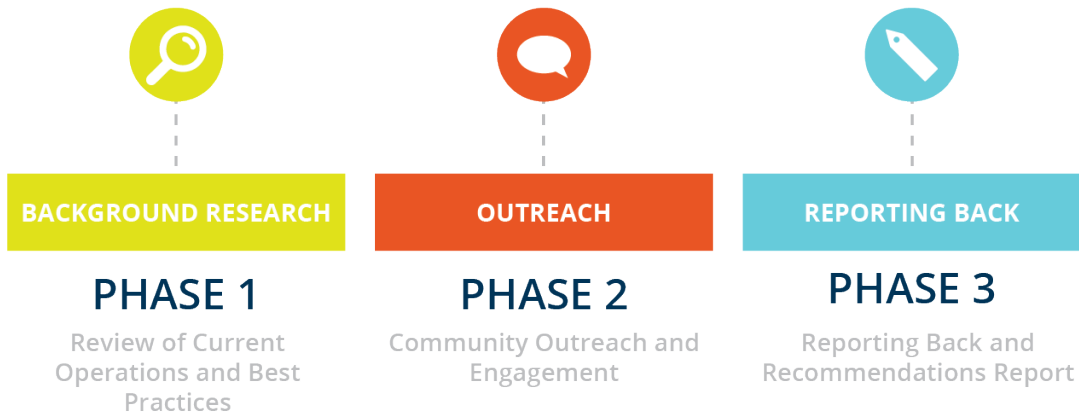 BACKGROUND RESEARCH
PHASE 1
Review of Current
Operations and Best
Practices
OUTREACH
PHASE 2
Community Outreach and
Engagement
REPORTING BACK
PHASE 3
Reporting Back and
Recommendations Report